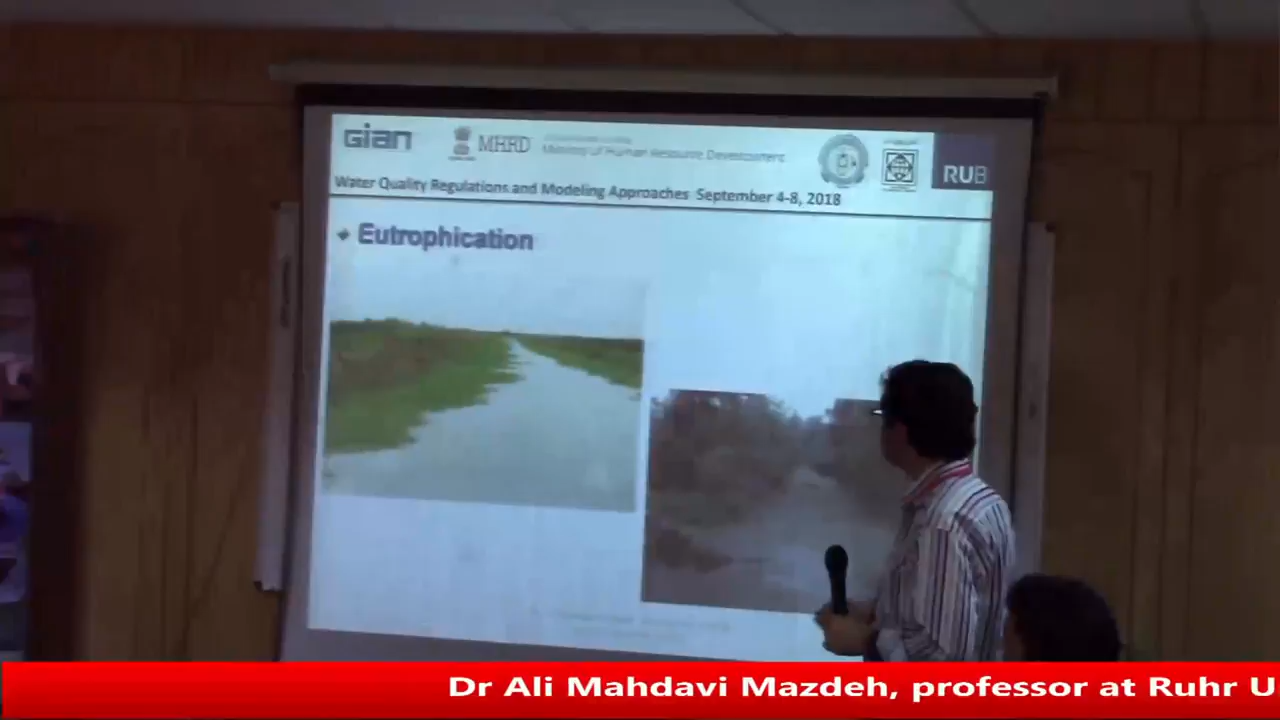 GIAN
MHRD
Ministry of Human Resource Development
RUB
Water Quality Regulations and Modeling Approaches September 4-8, 2018
Eutrophication
Dr Ali Mahdavi Mazdeh, professor at Ruhr U